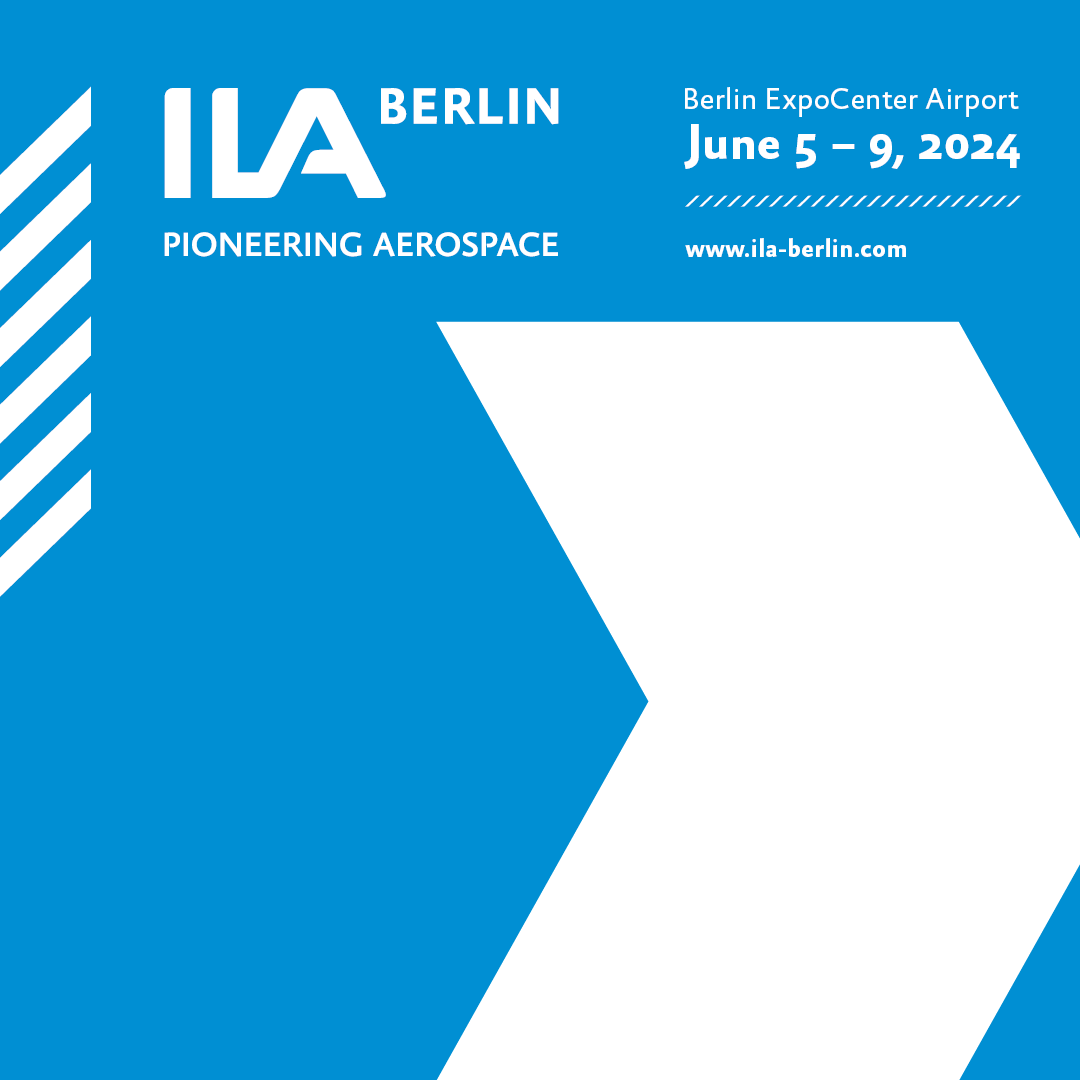 ILA BERLIN
PIONEERING AEROSPACE
Berlin ExpoCenter Airport
June 5 – 9, 2024
www.ila-berlin.com